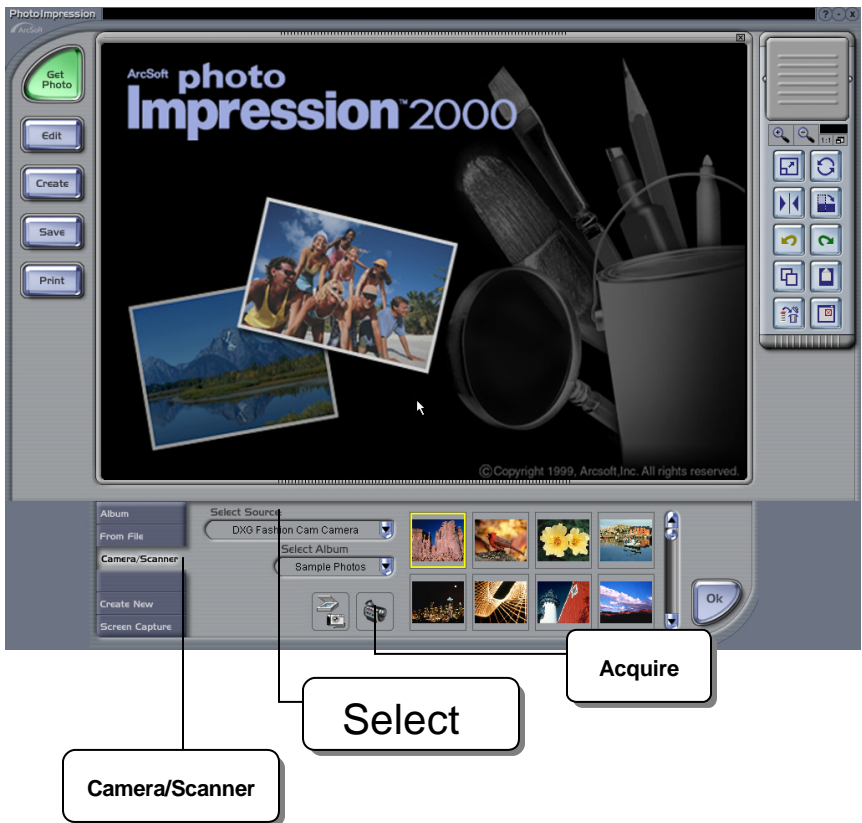 PhotoImpression
? - x
ArcSoft
Get
Photo
Edit
Create
Save
Print
ArcSoft photo
Impression™2000
1:1
©Copyright 1999, Arcsoft,Inc. All rights reserved.
Album
From File
Camera/Scanner
Create New
Screen Capture
Select Source
DXG Fashion Cam Camera
Select Album
Sample Photos
Ok
Acquire
Select
Camera/Scanner